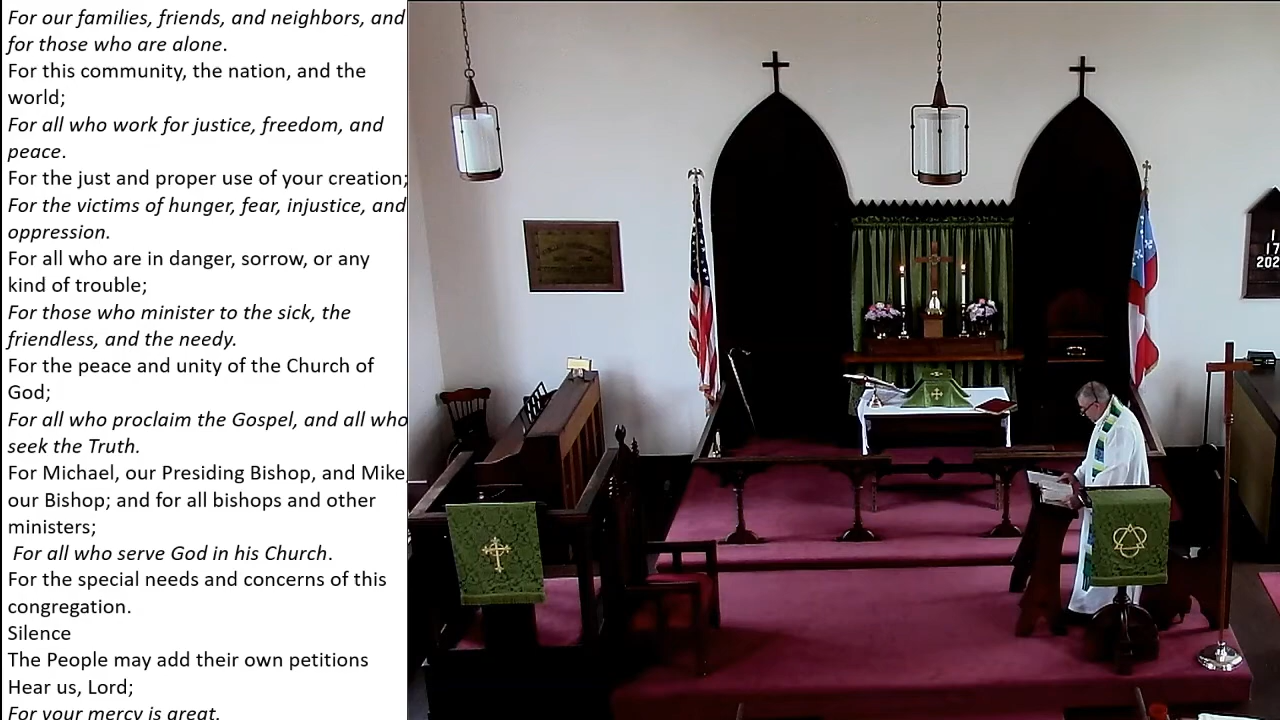 For our families, friends, and neighbors, and
for those who are alone.
For this community, the nation, and the
world;
For all who work for justice, freedom, and
peace.
For the just and proper use of your creation;
For the victims of hunger, fear, injustice, and
oppression.
For all who are in danger, sorrow, or any
kind of trouble;
For those who minister to the sick, the
friendless, and the needy.
For the peace and unity of the Church of
God;
For all who proclaim the Gospel, and all who
seek the Truth.
For Michael, our Presiding Bishop, and Mike
our Bishop; and for all bishops and other
ministers;
For all who serve God in his Church.
For the special needs and concerns of this
congregation.
Silence
The People may add their own petitions
Hear us, Lord;
For your mercy is great.
1
17
202